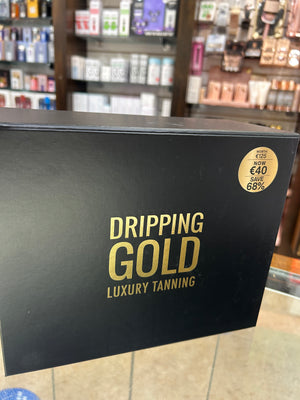 WORTH
€125
NOW
€40
SAVE
68%
DRIPPING
GOLD
LUXURY TANNING